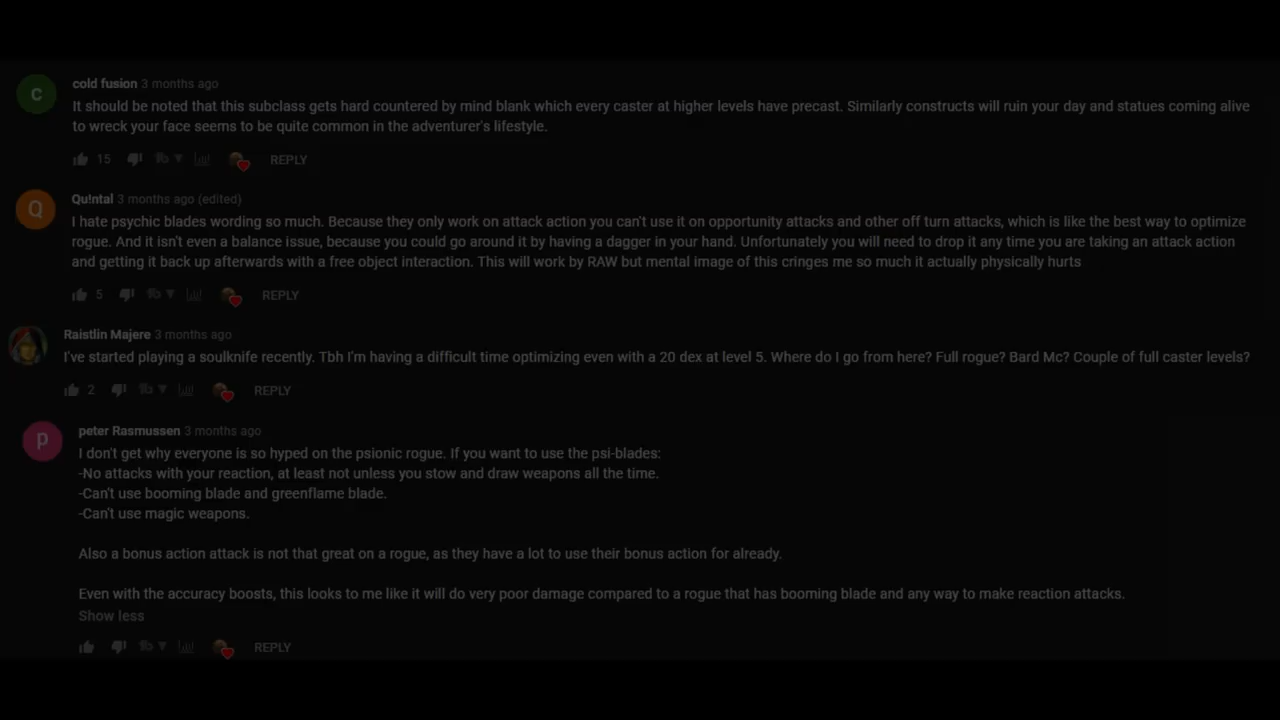 C
cold fusion 3 months ago
It should be noted that this subclass gets hard countered by mind blank which every caster at higher levels have precast. Similarly constructs will ruin your day and statues coming alive
to wreck your face seems to be quite common in the adventurer's lifestyle.
15 REPLY
Q
Qu!ntal 3 months ago (edited)
I hate psychic blades wording so much. Because they only work on attack action you can't use it on opportunity attacks and other off turn attacks, which is like the best way to optimize
rogue. And it isn't even a balance issue, because you could go around it by having a dagger in your hand. Unfortunately you will need to drop it any time you are taking an attack action
and getting it back up afterwards with a free object interaction. This will work by RAW but mental image of this cringes me so much it actually physically hurts
5 REPLY
Raistlin Majere 3 months ago
I've started playing a soulknife recently. Tbh I'm having a difficult time optimizing even with a 20 dex at level 5. Where do I go from here? Full rogue? Bard Mc? Couple of full caster levels?
2 REPLY
P
peter Rasmussen 3 months ago
I don't get why everyone is so hyped on the psionic rogue. If you want to use the psi-blades:
-No attacks with your reaction, at least not unless you stow and draw weapons all the time.
-Can't use booming blade and greenflame blade.
-Can't use magic weapons.
Also a bonus action attack is not that great on a rogue, as they have a lot to use their bonus action for already.
Even with the accuracy boosts, this looks to me like it will do very poor damage compared to a rogue that has booming blade and any way to make reaction attacks.
Show less
REPLY